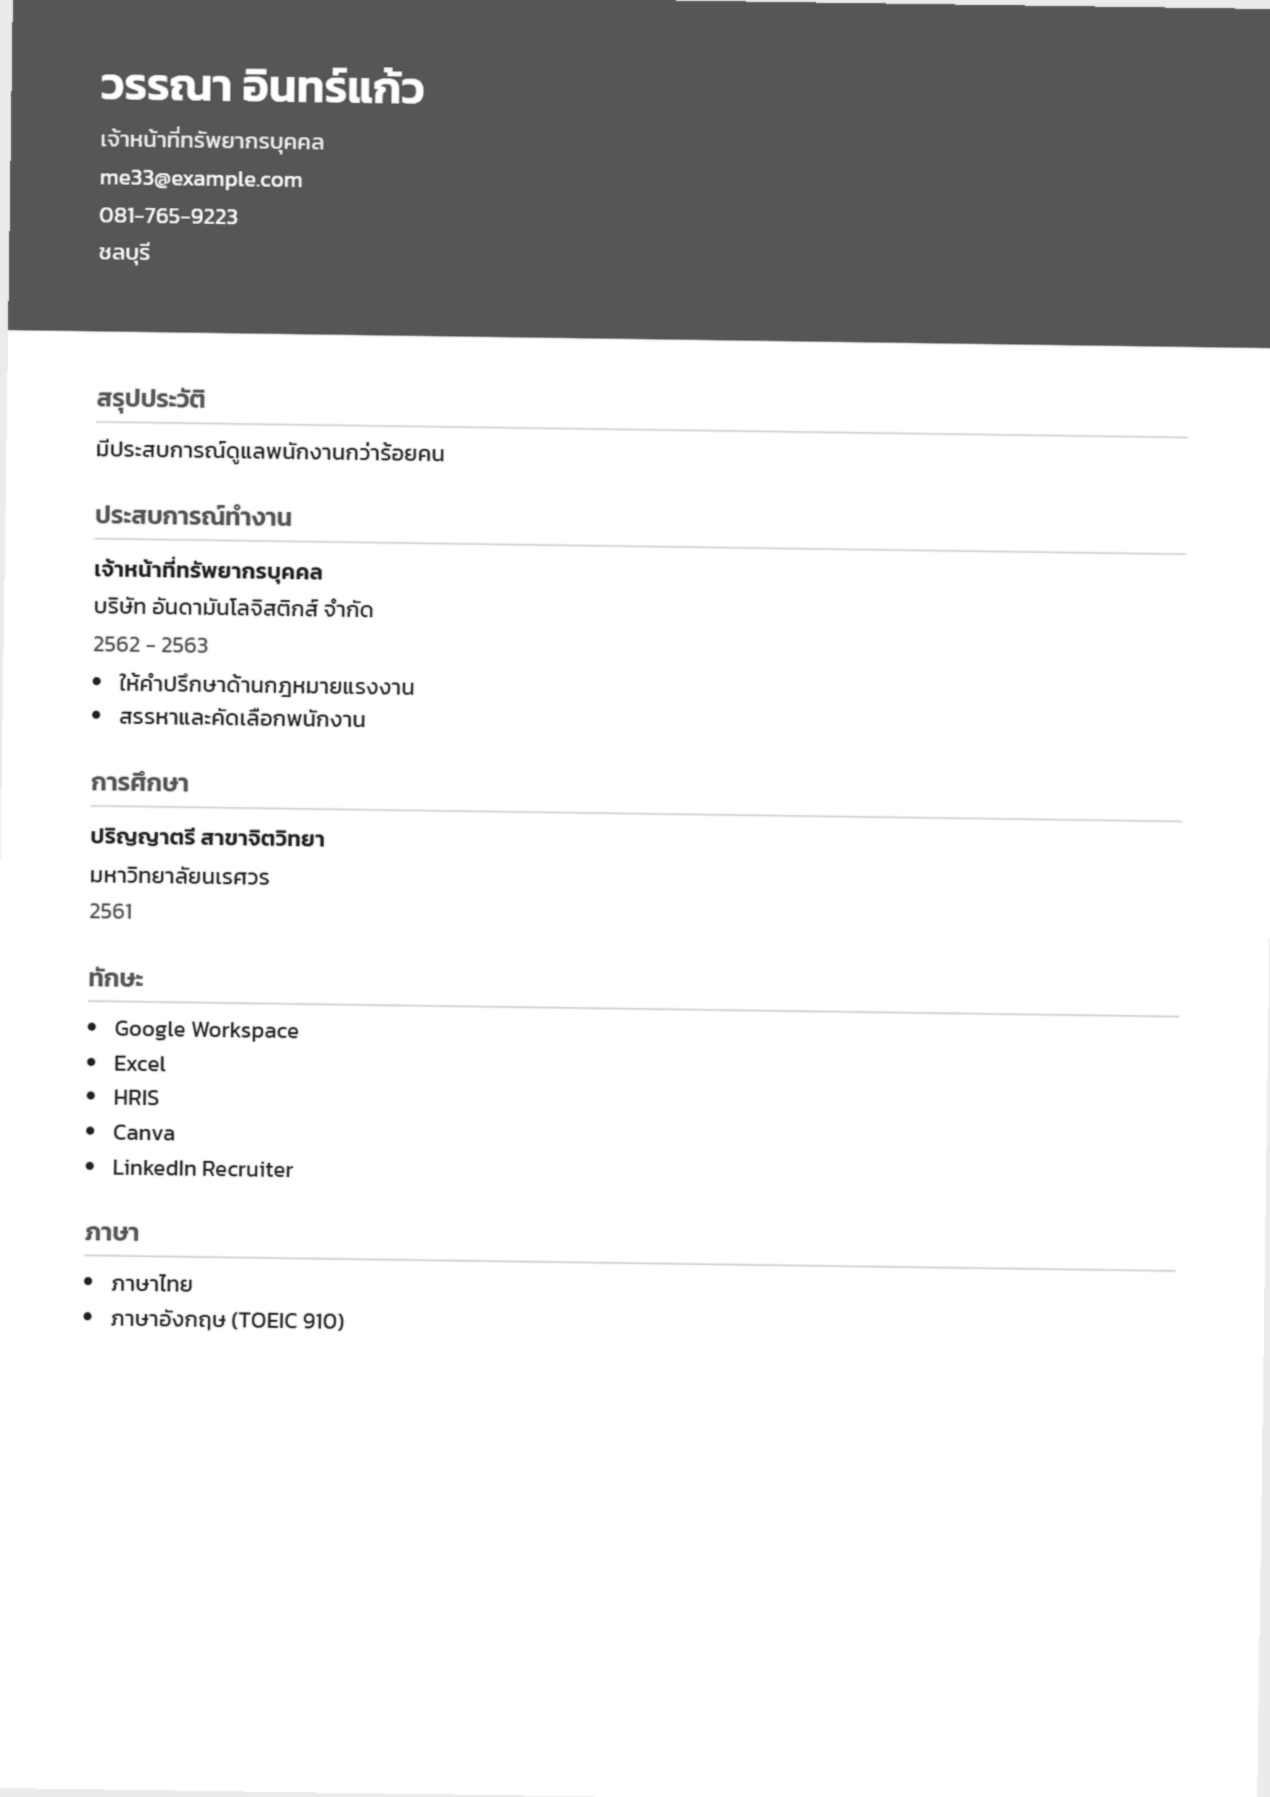 วรรณา อินทร์แก้ว
เจ้าหน้าที่ทรัพยากรบุคคล
me33@example.com
081-765-9223
ชลบุรี
สรุปประวัติ
มีประสบการณ์ดูแลพนักงานกว่าร้อยคน
ประสบการณ์ทำงาน
เจ้าหน้าที่ทรัพยากรบุคคล
บริษัท อันดามันโลจิสติกส์ จำกัด
2562 - 2563
• ให้คำปรึกษาด้านกฎหมายแรงงาน
• สรรหาและคัดเลือกพนักงาน
การศึกษา
ปริญญาตรี สาขาจิตวิทยา
มหาวิทยาลัยนเรศวร
2561
ทักษะ
• Google Workspace
• Excel
• HRIS
• Canva
• LinkedIn Recruiter
ภาษา
• ภาษาไทย
• ภาษาอังกฤษ (TOEIC 910)